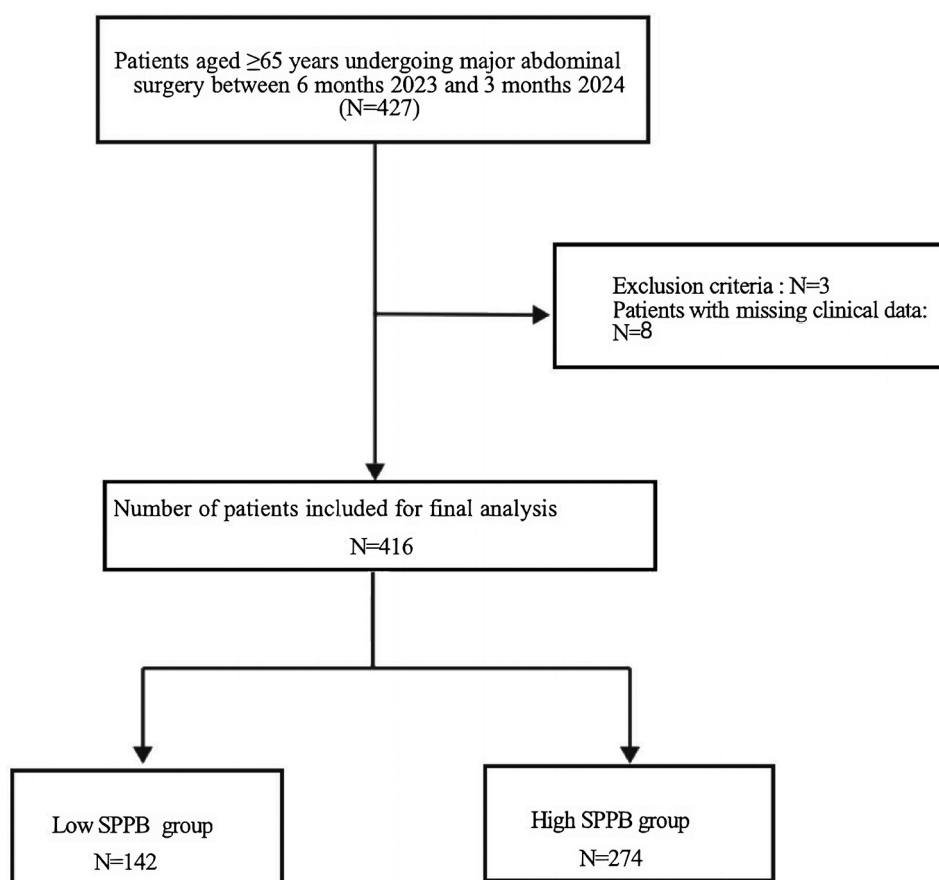 Patients aged ≥65 years undergoing major abdominal
surgery between 6 months 2023 and 3 months 2024
(N=427)
Exclusion criteria : N=3
Patients with missing clinical data:
N=8
Number of patients included for final analysis
N=416
Low SPPB group
N=142
High SPPB group
N=274